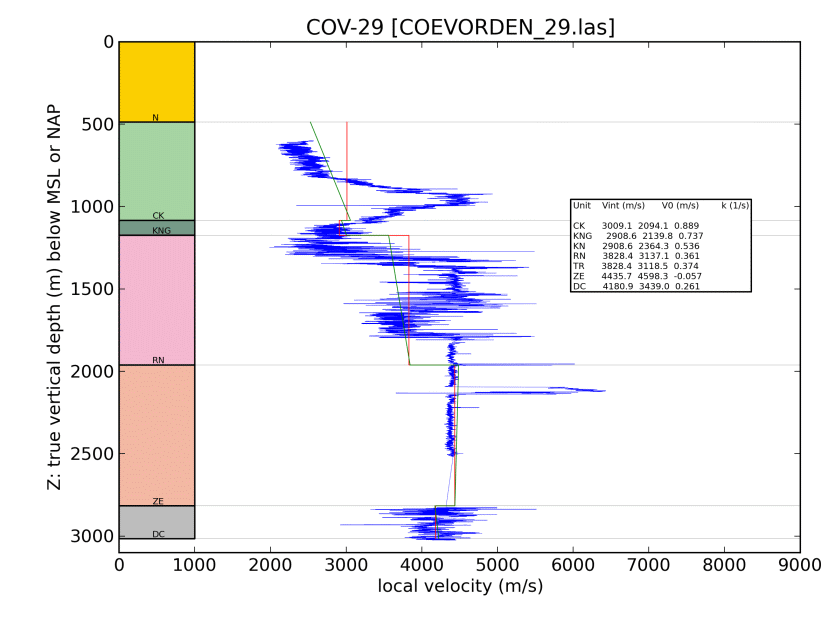 COV-29 [COEVORDEN_29.las]
0
500
1000
1500
2000
2500
3000
Z: true vertical depth (m) below MSL or NAP
N
CK
KNG
RN
ZE
DC
Unit Vint (m/s) V0 (m/s) k (1/s)
CK 3009.1 2094.1 0.889
KNG 2908.6 2139.8 0.737
KN 2908.6 2364.3 0.536
RN 3828.4 3137.1 0.361
TR 3828.4 3118.5 0.374
ZE 4435.7 4598.3 -0.057
DC 4180.9 3439.0 0.261
0 1000 2000 3000 4000 5000 6000 7000 8000 9000
local velocity (m/s)